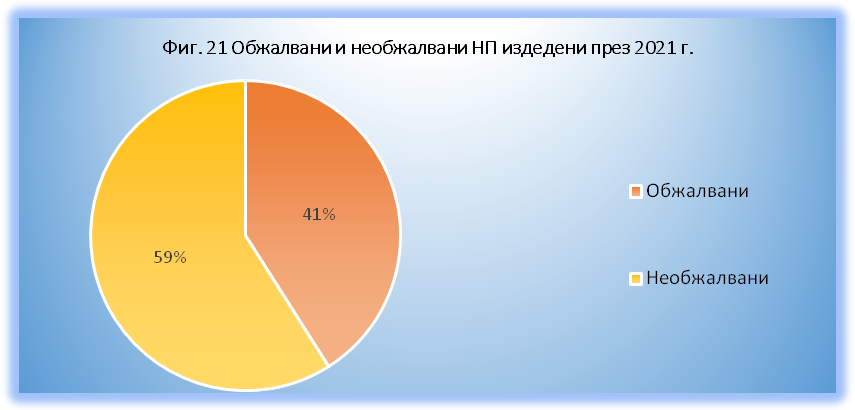 Фиг. 21 Обжалвани и необжалвани НП издедени през 2021 г.
41%
59%
Обжалвани
Необжалвани